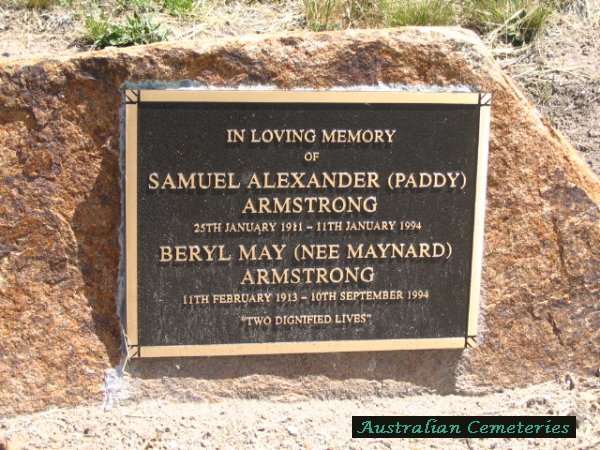 IN LOVING MEMORY
OF
SAMUEL ALEXANDER (PADDY)
ARMSTRONG
25TH JANUARY 1911 – 11TH JANUARY 1994
BERYL MAY (NEE MAYNARD)
ARMSTRONG
11TH FEBRUARY 1913 – 10TH SEPTEMBER 1994
"TWO DIGNIFIED LIVES"
Australian Cemeteries